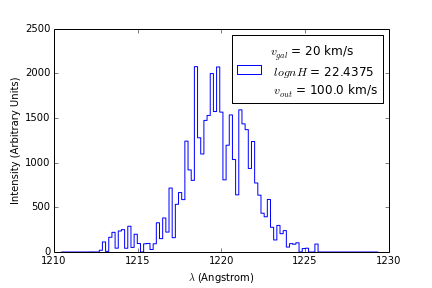 2500
2000
1500
1000
500
0
Intensity (Arbitrary Units)
v_gal = 20 km/s
lognH = 22.4375
v_out = 100.0 km/s
1210 1215 1220 1225 1230
λ (Angstrom)